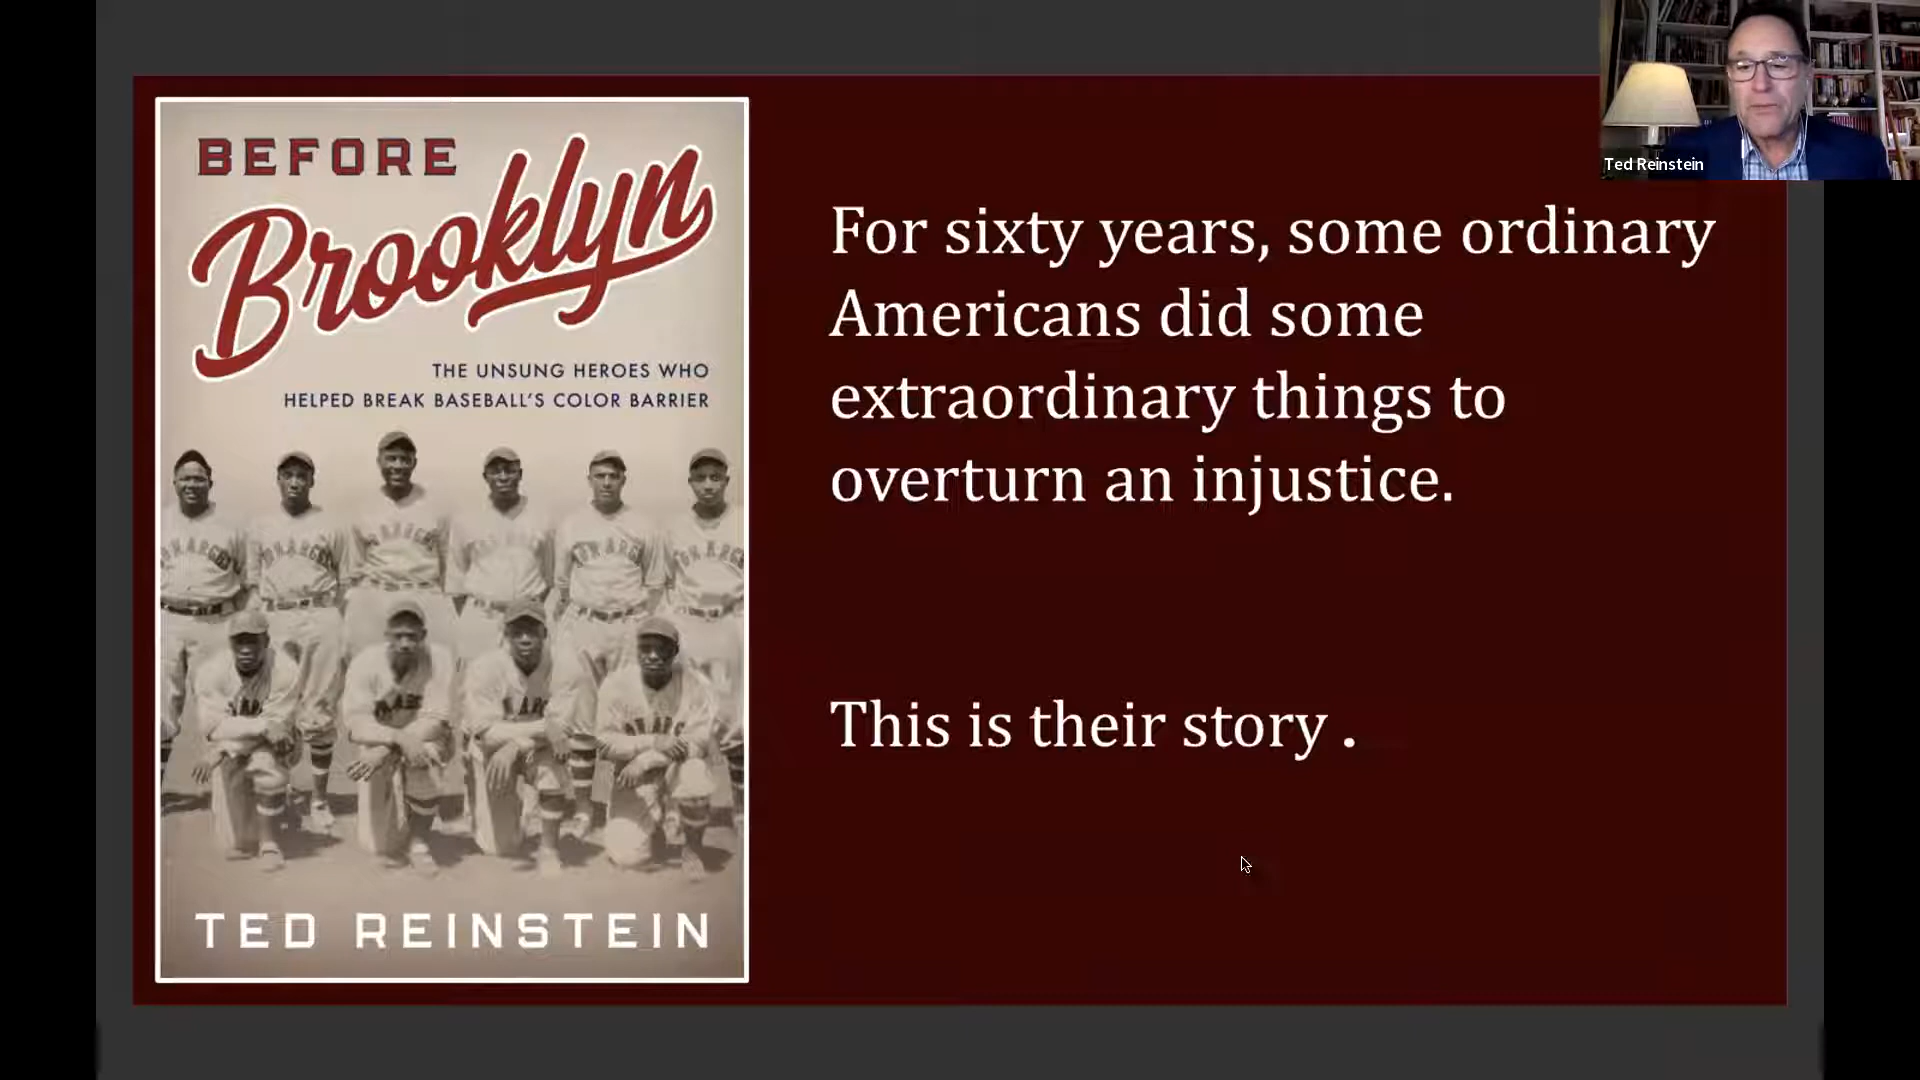 BEFORE
Brooklyn
THE UNSUNG HEROES WHO
HELPED BREAK BASEBALL'S COLOR BARRIER
TED REINSTEIN
For sixty years, some ordinary
Americans did some
extraordinary things to
overturn an injustice.
This is their story .
Ted Reinstein